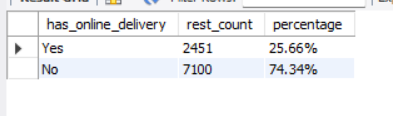 has_online_delivery rest_count percentage
Yes 2451 25.66%
No 7100 74.34%